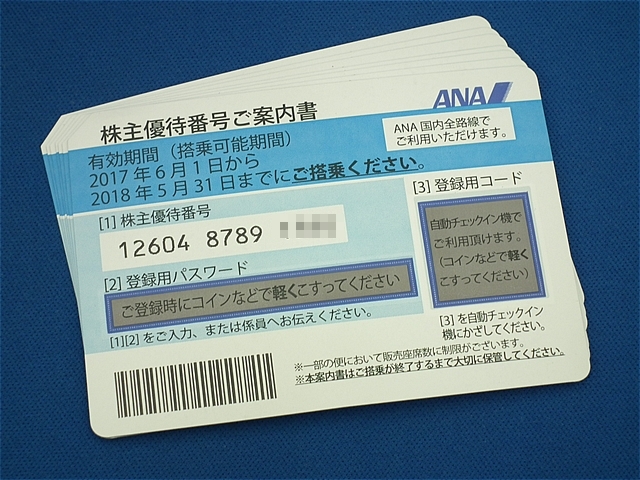 ANA
株主優待番号ご案内書
ANA 国内全路線で
ご利用いただけます。
有効期間（搭乗可能期間）
2017 年 6 月 1 日から
2018 年 5 月 31 日までにご搭乗ください。
[1] 株主優待番号
12604 8789
[2] 登録用パスワード
ご登録時にコインなどで軽くこすってください
[1][2] をご入力、または係員へお伝えください。
[3] 登録用コード
自動チェックイン機で
ご利用頂けます。
（コインなどで軽く
こすってください）
[3] を自動チェックイン
機にかざしてください。
※一部の便において販売座席数に制限がございます。
※本案内書はご搭乗が終了するまで大切に保管してください。